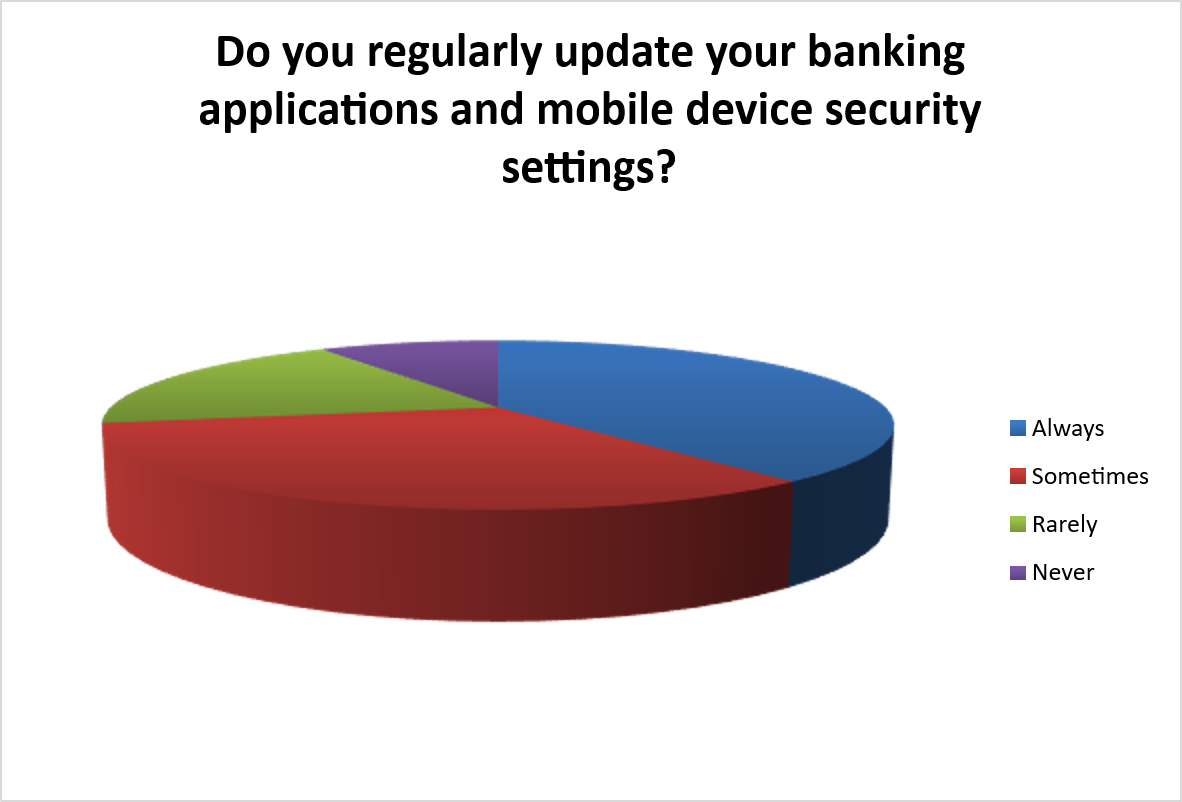 Do you regularly update your banking
applications and mobile device security
settings?
Always
Sometimes
Rarely
Never